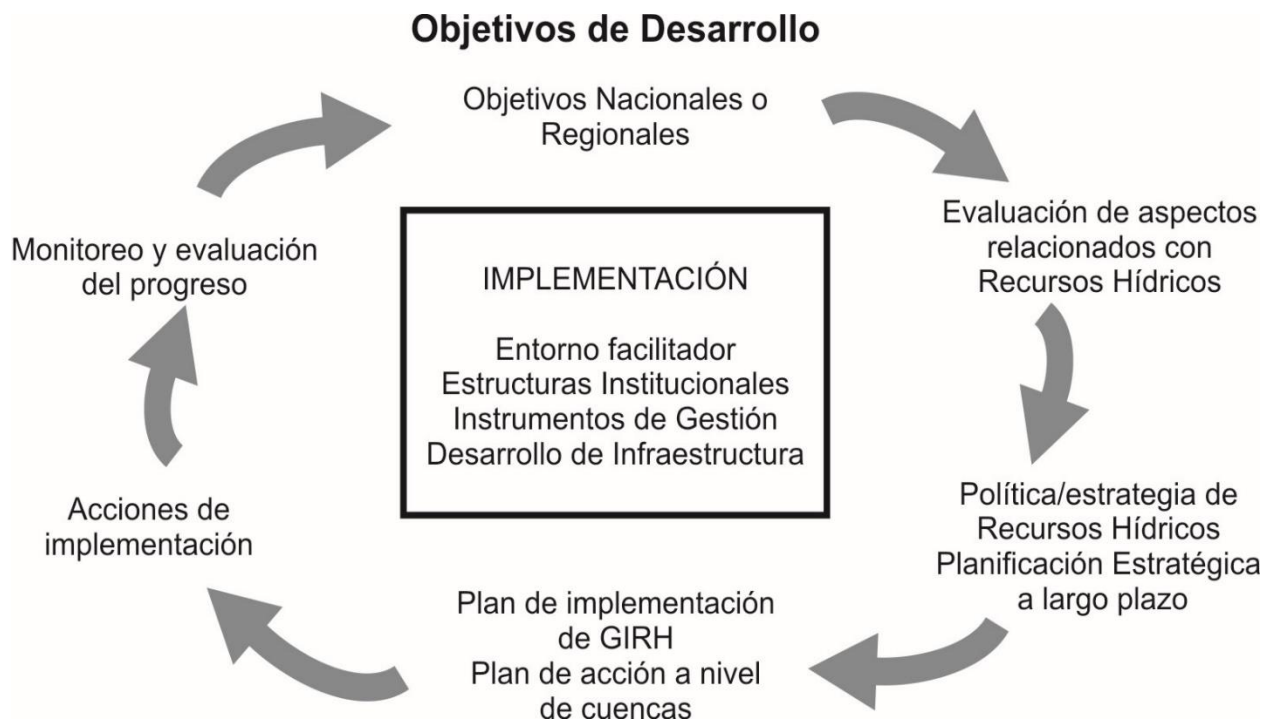 Objetivos de Desarrollo
Objetivos Nacionales o
Regionales
Evaluación de aspectos
relacionados con
Recursos Hídricos
Política/estrategia de
Recursos Hídricos
Planificación Estratégica
a largo plazo
Plan de implementación
de GIRH
Plan de acción a nivel
de cuencas
Acciones de
implementación
Monitoreo y evaluación
del progreso
IMPLEMENTACIÓN
Entorno facilitador
Estructuras Institucionales
Instrumentos de Gestión
Desarrollo de Infraestructura